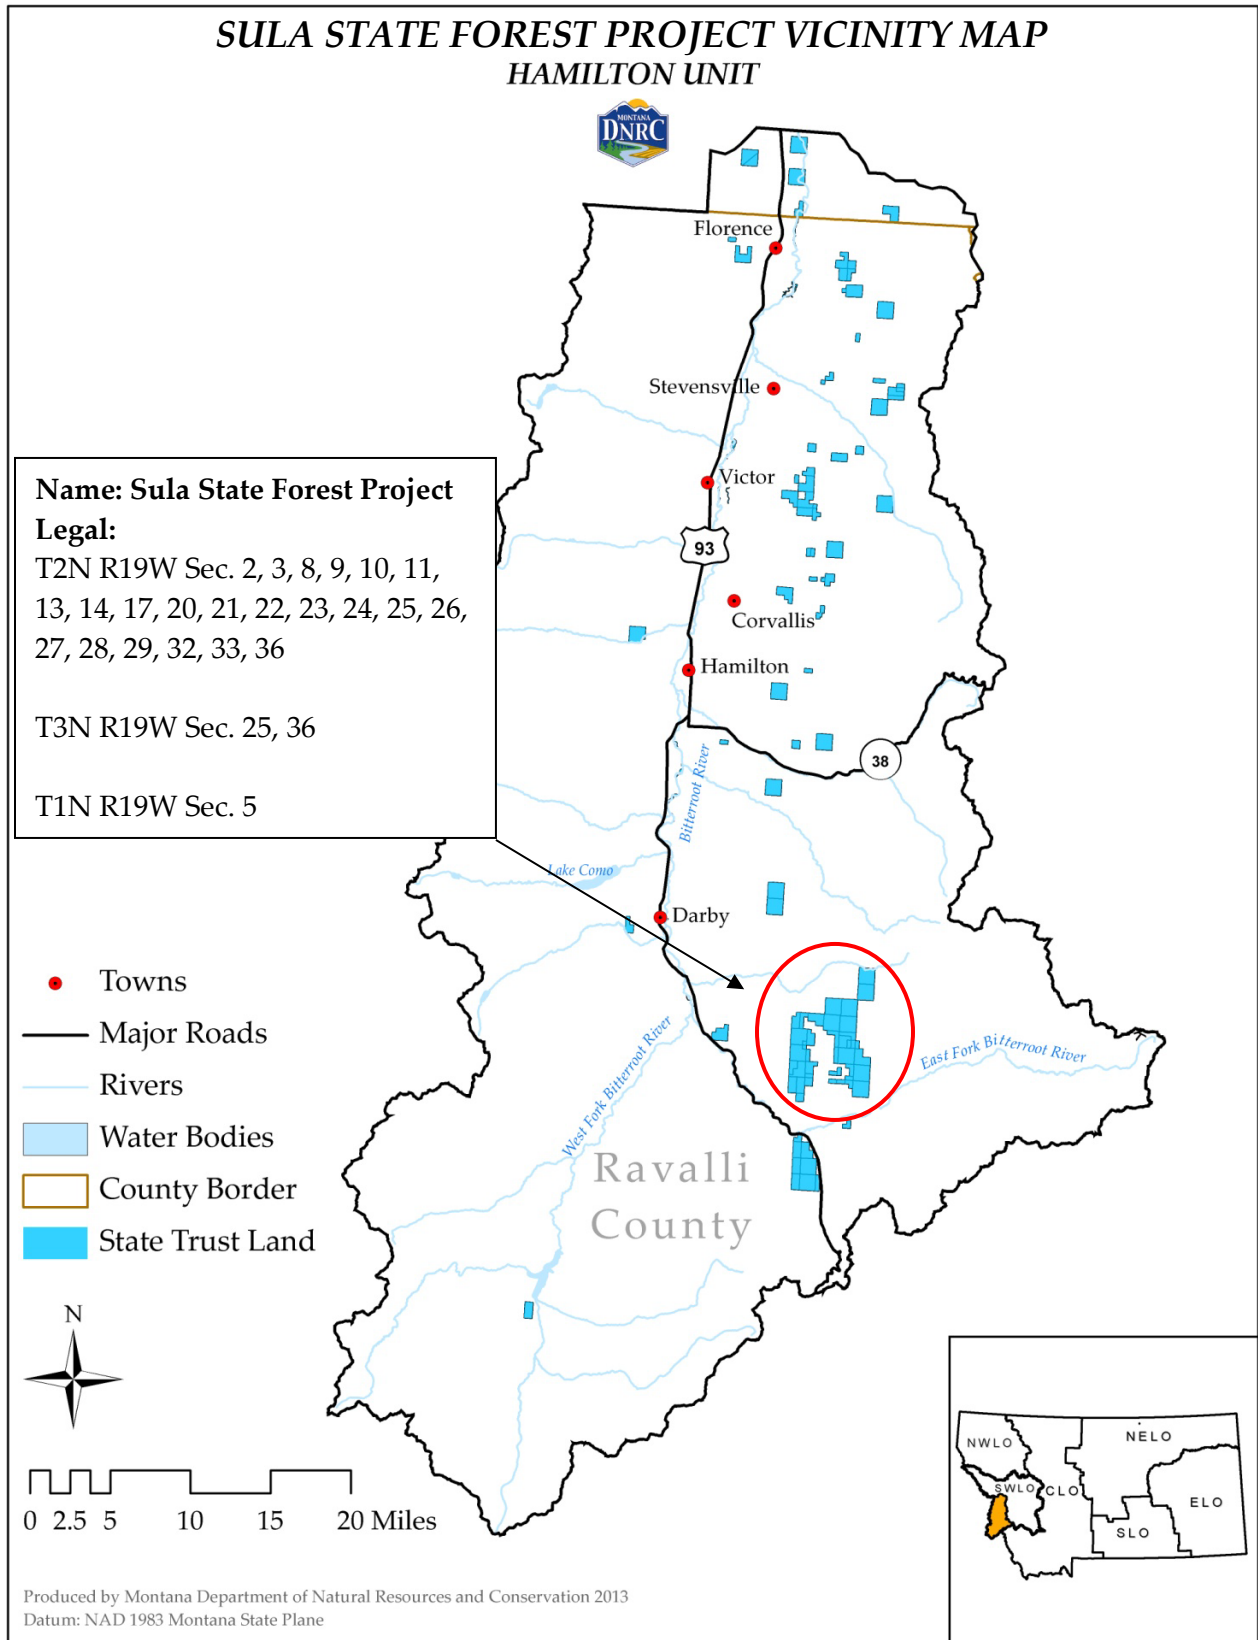 SULA STATE FOREST PROJECT VICINITY MAP
HAMILTON UNIT
MONTANA
DNRC
Florence
Stevensville
Victor
93
Corvallis
Hamilton
38
Bitterroot River
Lake Como
Darby
East Fork Bitterroot River
West Fork Bitterroot River
Ravalli
County
Name: Sula State Forest Project
Legal:
T2N R19W Sec. 2, 3, 8, 9, 10, 11,
13, 14, 17, 20, 21, 22, 23, 24, 25, 26,
27, 28, 29, 32, 33, 36
T3N R19W Sec. 25, 36
T1N R19W Sec. 5
Towns
Major Roads
Rivers
Water Bodies
County Border
State Trust Land
N
0 2.5 5 10 15 20 Miles
NWLO
SWLO
CLO
NELO
ELO
SLO
Produced by Montana Department of Natural Resources and Conservation 2013
Datum: NAD 1983 Montana State Plane